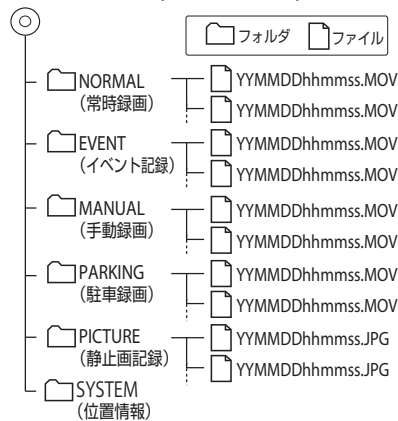 フォルダ ファイル
NORMAL
(常時録画)
YYMMDDhhmmss.MOV
YYMMDDhhmmss.MOV
EVENT
(イベント記録)
YYMMDDhhmmss.MOV
YYMMDDhhmmss.MOV
MANUAL
(手動録画)
YYMMDDhhmmss.MOV
YYMMDDhhmmss.MOV
PARKING
(駐車録画)
YYMMDDhhmmss.MOV
YYMMDDhhmmss.MOV
PICTURE
(静止画記録)
YYMMDDhhmmss.JPG
YYMMDDhhmmss.JPG
SYSTEM
(位置情報)